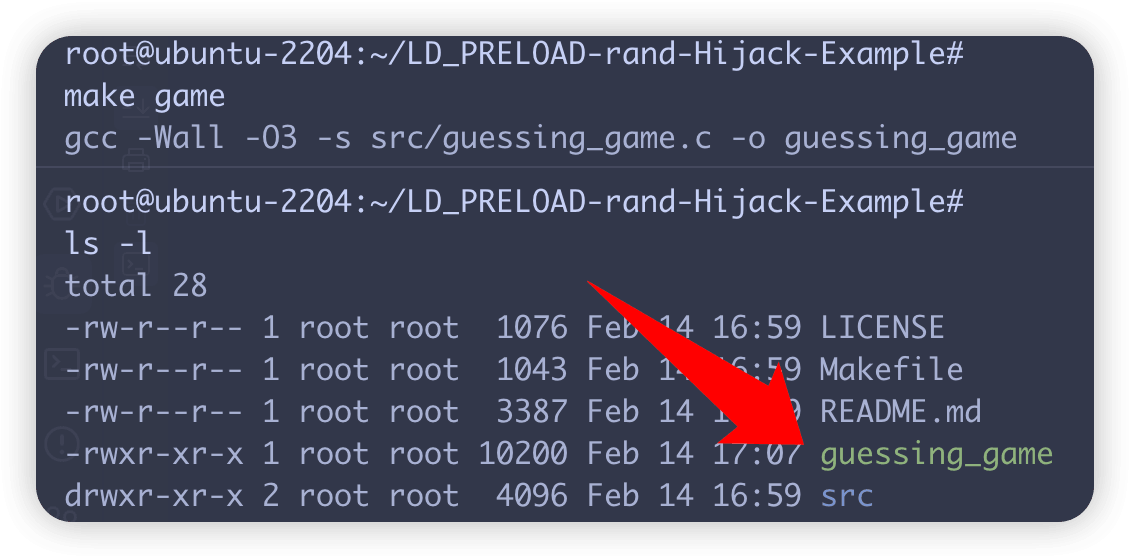 root@ubuntu-2204:~/LD_PRELOAD-rand-Hijack-Example#
make game
gcc -Wall -O3 -s src/guessing_game.c -o guessing_game
root@ubuntu-2204:~/LD_PRELOAD-rand-Hijack-Example#
ls -l
total 28
-rw-r--r-- 1 root root  1076 Feb 14 16:59 LICENSE
-rw-r--r-- 1 root root  1043 Feb 14 16:59 Makefile
-rw-r--r-- 1 root root  3387 Feb 14 README.md
-rwxr-xr-x 1 root root 10200 Feb 14 17:07 guessing_game
drwxr-xr-x 2 root root  4096 Feb 14 16:59 src